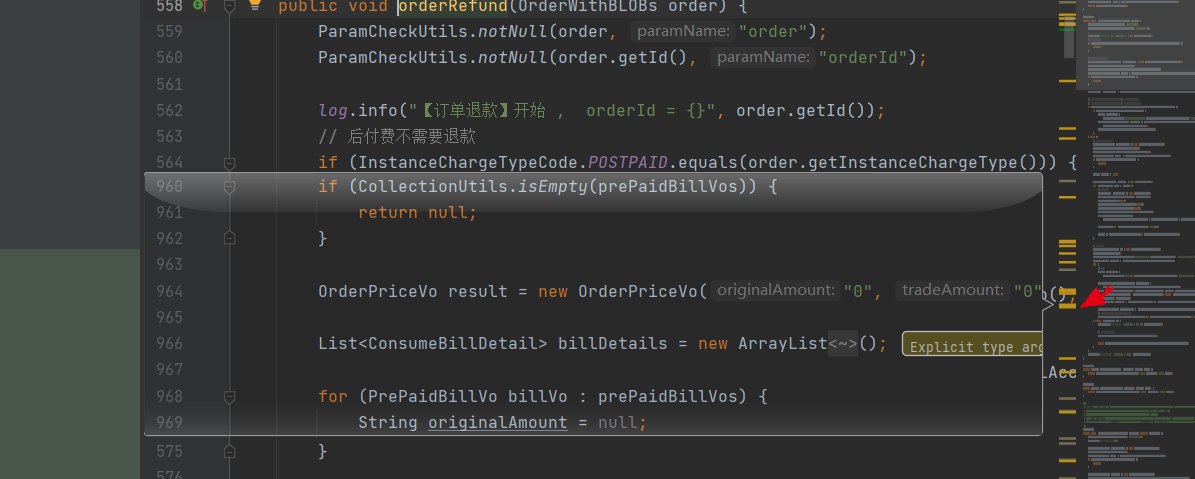 558 public void orderRefund(OrderWithBLOBs order) {
559 ParamCheckUtils.notNull(order, paramName: "order");
560 ParamCheckUtils.notNull(order.getId(), paramName: "orderId");
561
562 log.info("【订单退款】开始 , orderId = {}", order.getId());
563 // 后付费不需要退款
564 if (InstanceChargeTypeCode.POSTPAID.equals(order.getInstanceChargeType())) {
960 if (CollectionUtils.isEmpty(prePaidBillVos)) {
961 return null;
962 }
963
964 OrderPriceVo result = new OrderPriceVo( originalAmount: "0", tradeAmount: "0"
965
966 List<ConsumeBillDetail> billDetails = new ArrayList<~>(); Explicit type arg
967
968 for (PrePaidBillVo billVo : prePaidBillVos) {
969 String originalAmount = null;
575 }
576